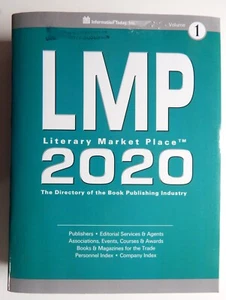 Information Today, Inc.
Volume 1
LMP
Literary Market Place™
2020
The Directory of the Book Publishing Industry
Publishers • Editorial Services & Agents
Associations, Events, Courses & Awards
Books & Magazines for the Trade
Personnel Index • Company Index